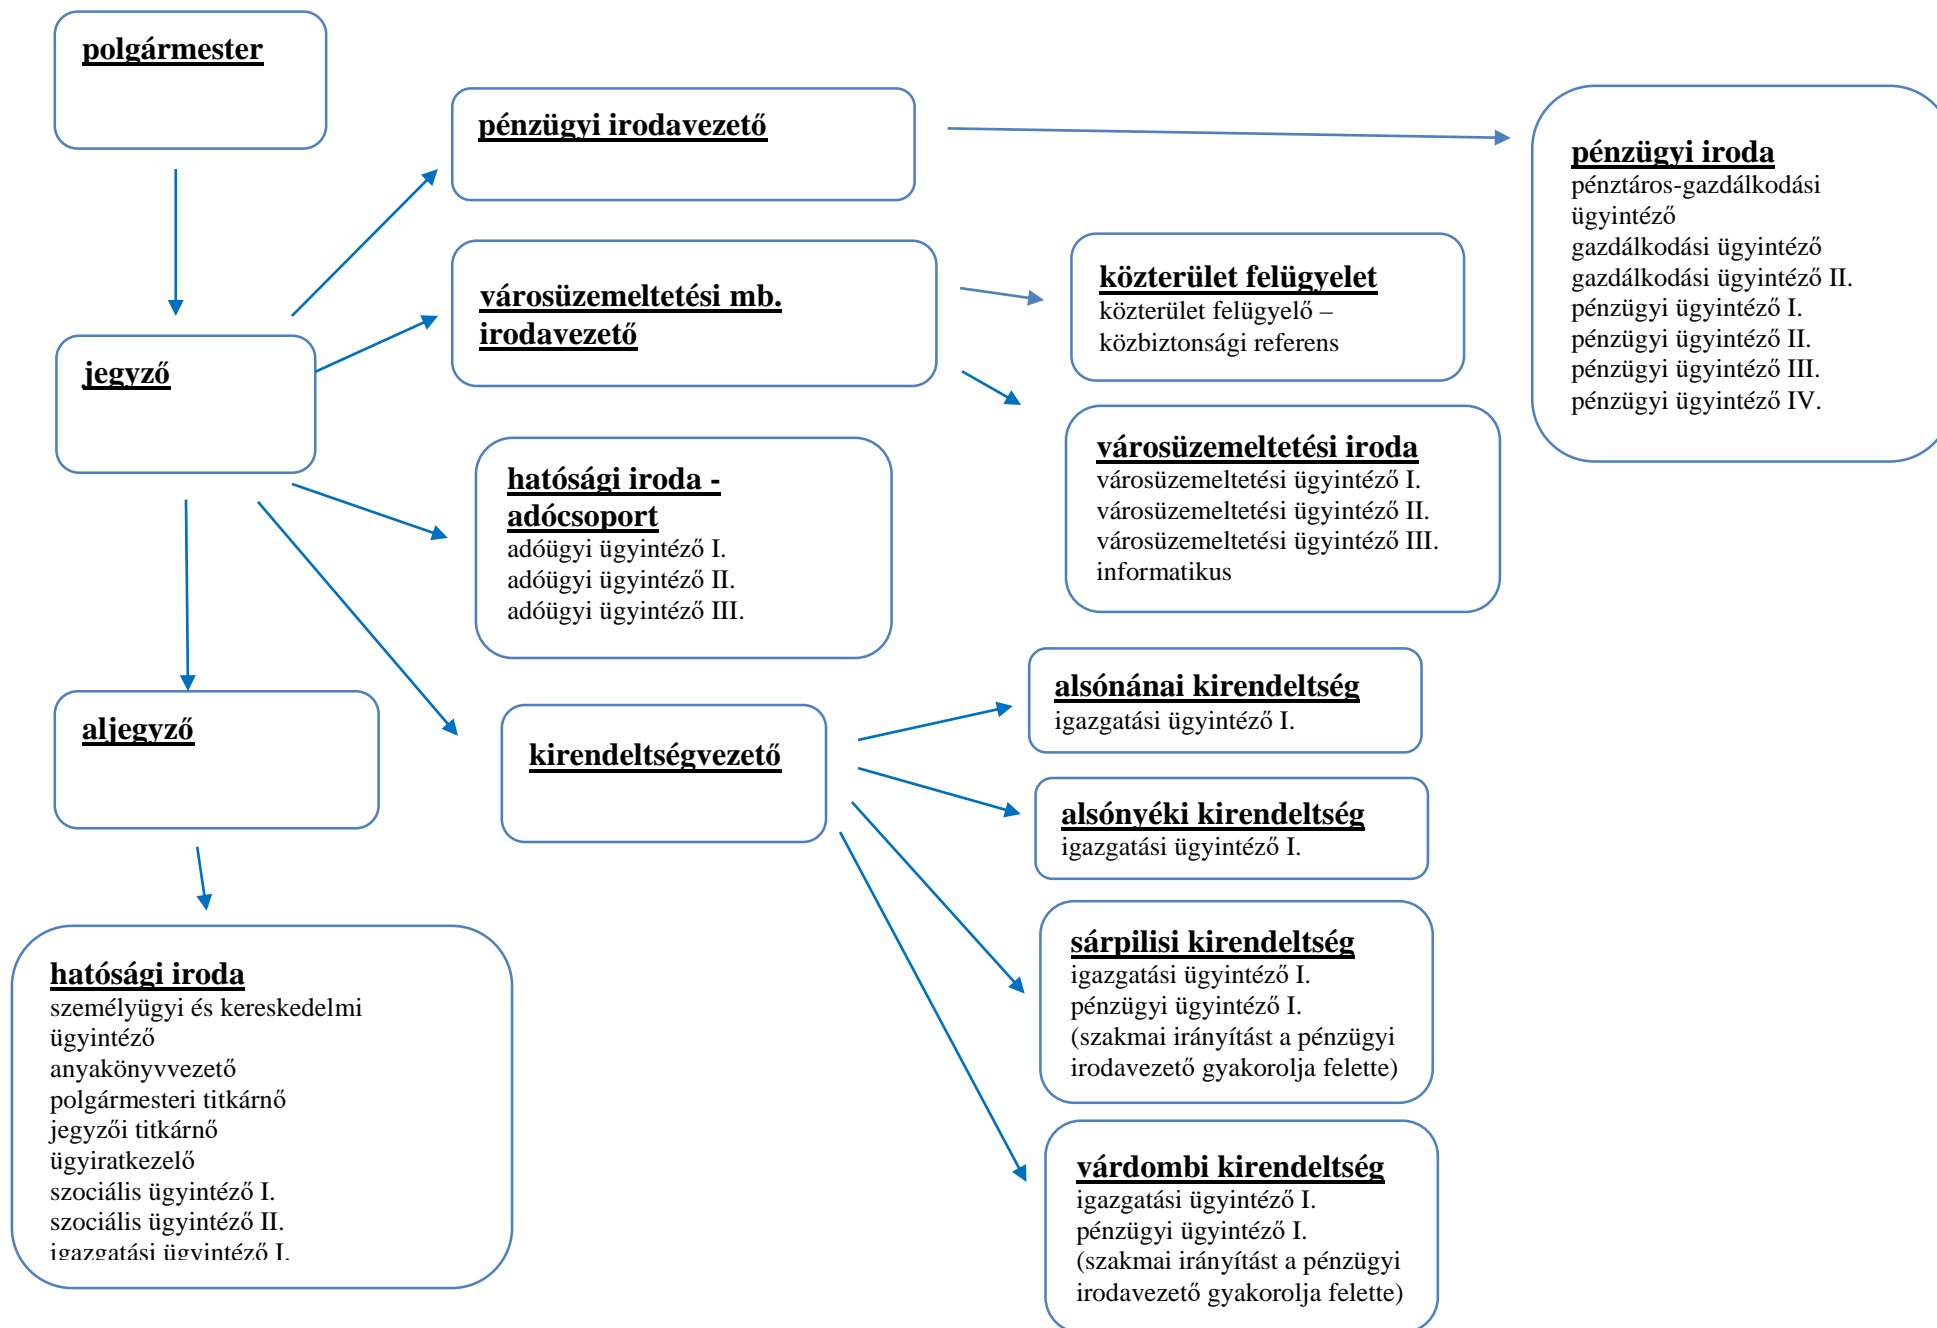 polgármester
pénzügyi irodavezető
pénzügyi iroda
pénztáros-gazdálkodási
ügyintéző
gazdálkodási ügyintéző
gazdálkodási ügyintéző II.
pénzügyi ügyintéző I.
pénzügyi ügyintéző II.
pénzügyi ügyintéző III.
pénzügyi ügyintéző IV.
városüzemeltetési mb.
irodavezető
közterület felügyelet
közterület felügyelő –
közbiztonsági referens
jegyző
városüzemeltetési iroda
városüzemeltetési ügyintéző I.
városüzemeltetési ügyintéző II.
városüzemeltetési ügyintéző III.
informatikus
hatósági iroda -
adócsoport
adóügyi ügyintéző I.
adóügyi ügyintéző II.
adóügyi ügyintéző III.
aljegyző
kirendeltségvezető
alsónánai kirendeltség
igazgatási ügyintéző I.
alsónyéki kirendeltség
igazgatási ügyintéző I.
sárpilisi kirendeltség
igazgatási ügyintéző I.
pénzügyi ügyintéző I.
(szakmai irányítást a pénzügyi
irodavezető gyakorolja felette)
várdombi kirendeltség
igazgatási ügyintéző I.
pénzügyi ügyintéző I.
(szakmai irányítást a pénzügyi
irodavezető gyakorolja felette)
hatósági iroda
személyügyi és kereskedelmi
ügyintéző
anyakönyvvezető
polgármesteri titkárnő
jegyzői titkárnő
ügyiratkezelő
szociális ügyintéző I.
szociális ügyintéző II.
igazgatási ügyintéző I.